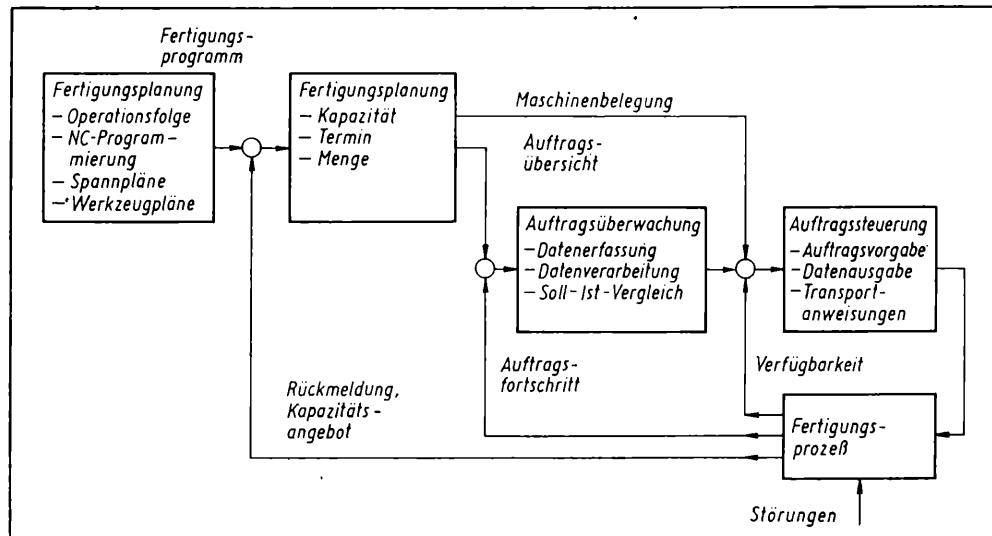 Fertigungs-
programm
Fertigungsplanung
– Operationsfolge
– NC-Program-
mierung
– Spannpläne
– Werkzeugpläne
Fertigungsplanung
– Kapazität
– Termin
– Menge
Maschinenbelegung
Auftrags-
übersicht
Auftragsüberwachung
– Datenerfassung
– Datenverarbeitung
– Soll-Ist-Vergleich
Auftragssteuerung
– Auftragsvorgabe
– Datenausgabe
– Transport-
anweisungen
Auftrags-
fortschritt
Verfügbarkeit
Rückmeldung,
Kapazitäts-
angebot
Fertigungs-
prozeß
Störungen